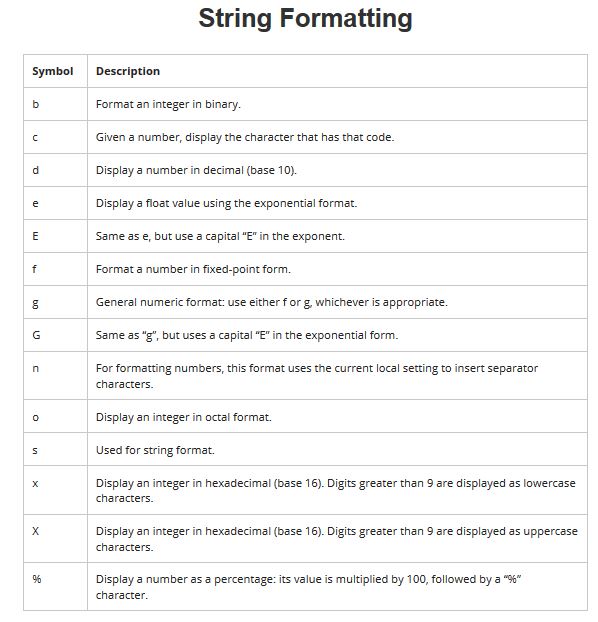 String Formatting
Symbol Description
b Format an integer in binary.
c Given a number, display the character that has that code.
d Display a number in decimal (base 10).
e Display a float value using the exponential format.
E Same as e, but use a capital “E” in the exponent.
f Format a number in fixed-point form.
g General numeric format: use either f or g, whichever is appropriate.
G Same as “g”, but uses a capital “E” in the exponential form.
n For formatting numbers, this format uses the current local setting to insert separator
characters.
o Display an integer in octal format.
s Used for string format.
x Display an integer in hexadecimal (base 16). Digits greater than 9 are displayed as lowercase
characters.
X Display an integer in hexadecimal (base 16). Digits greater than 9 are displayed as uppercase
characters.
% Display a number as a percentage: its value is multiplied by 100, followed by a “%”
character.